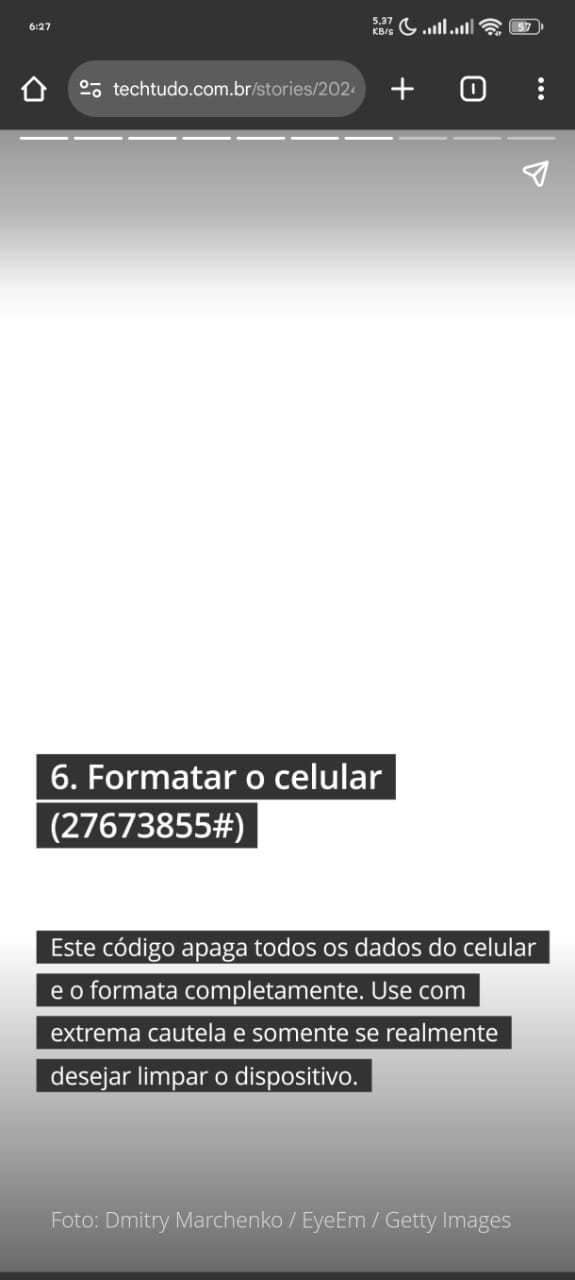 6:27
5,37
KB/s
57
techtudo.com.br/stories/202
6. Formatar o celular
(27673855#)
Este código apaga todos os dados do celular
e o formata completamente. Use com
extrema cautela e somente se realmente
desejar limpar o dispositivo.
Foto: Dmitry Marchenko / EyeEm / Getty Images